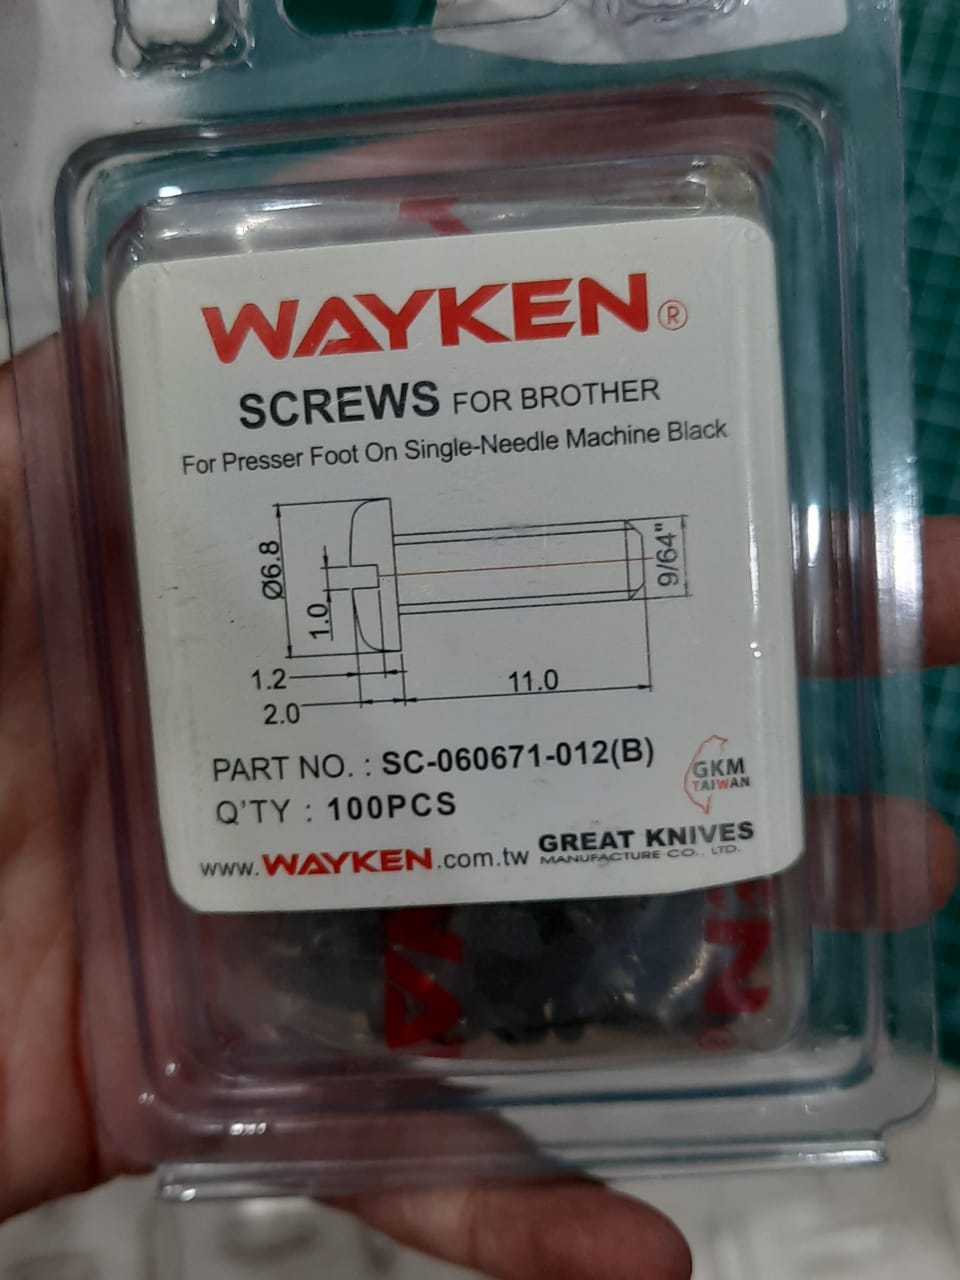 WAYKEN®
SCREWS FOR BROTHER
For Presser Foot On Single-Needle Machine Black
Ø6.8
1.0
9/64"
1.2
11.0
2.0
PART NO. : SC-060671-012(B)
Q'TY : 100PCS
GKM
TAIWAN
www.WAYKEN.com.tw
GREAT KNIVES
MANUFACTURE CO., LTD.